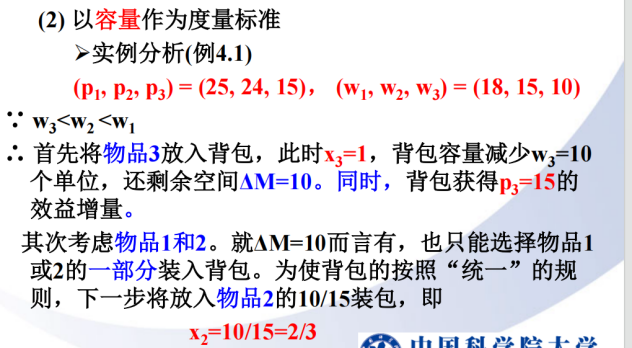 (2) 以容量作为度量标准
➢实例分析(例4.1)
(p₁, p₂, p₃) = (25, 24, 15)， (w₁, w₂, w₃) = (18, 15, 10)
∵ w₃<w₂<w₁
∴ 首先将物品3放入背包，此时x₃=1，背包容量减少w₃=10
个单位，还剩余空间ΔM=10。同时，背包获得p₃=15的
效益增量。
其次考虑物品1和2。就ΔM=10而言有，也只能选择物品1
或2的一部分装入背包。为使背包的按照“统一”的规
则，下一步将放入物品2的10/15装包，即
x₂=10/15=2/3
中国科学院大学